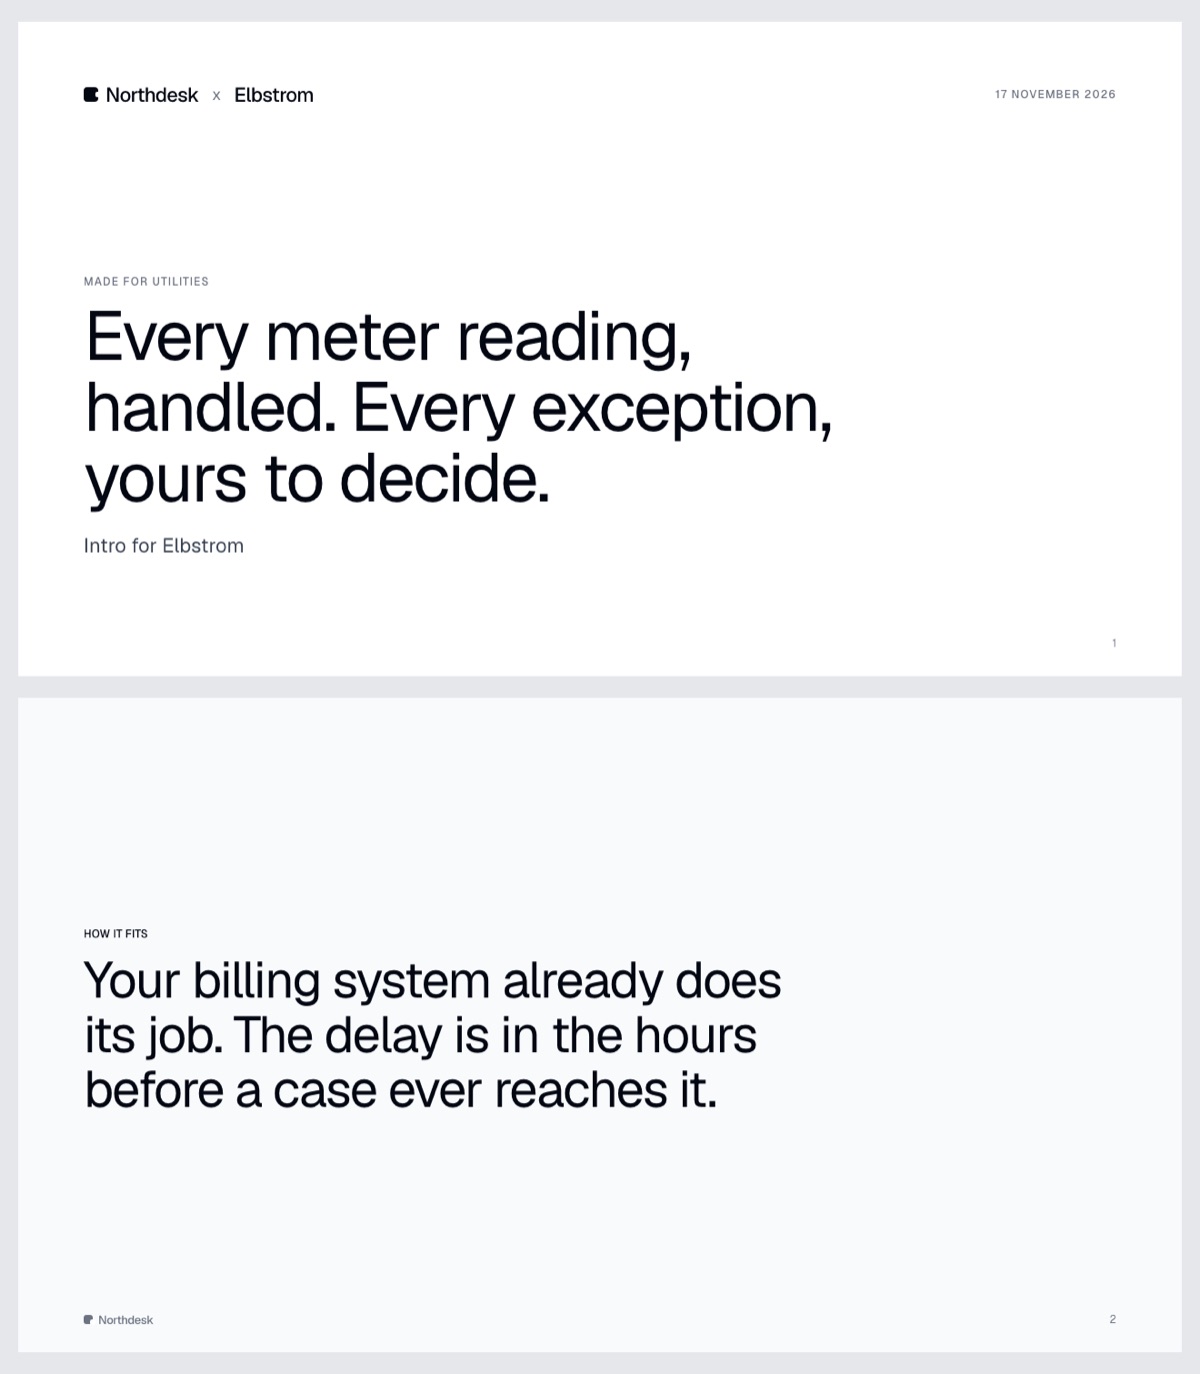 Northdesk x Elbstrom
17 NOVEMBER 2026
MADE FOR UTILITIES
Every meter reading,
handled. Every exception,
yours to decide.
Intro for Elbstrom
1
HOW IT FITS
Your billing system already does
its job. The delay is in the hours
before a case ever reaches it.
Northdesk
2